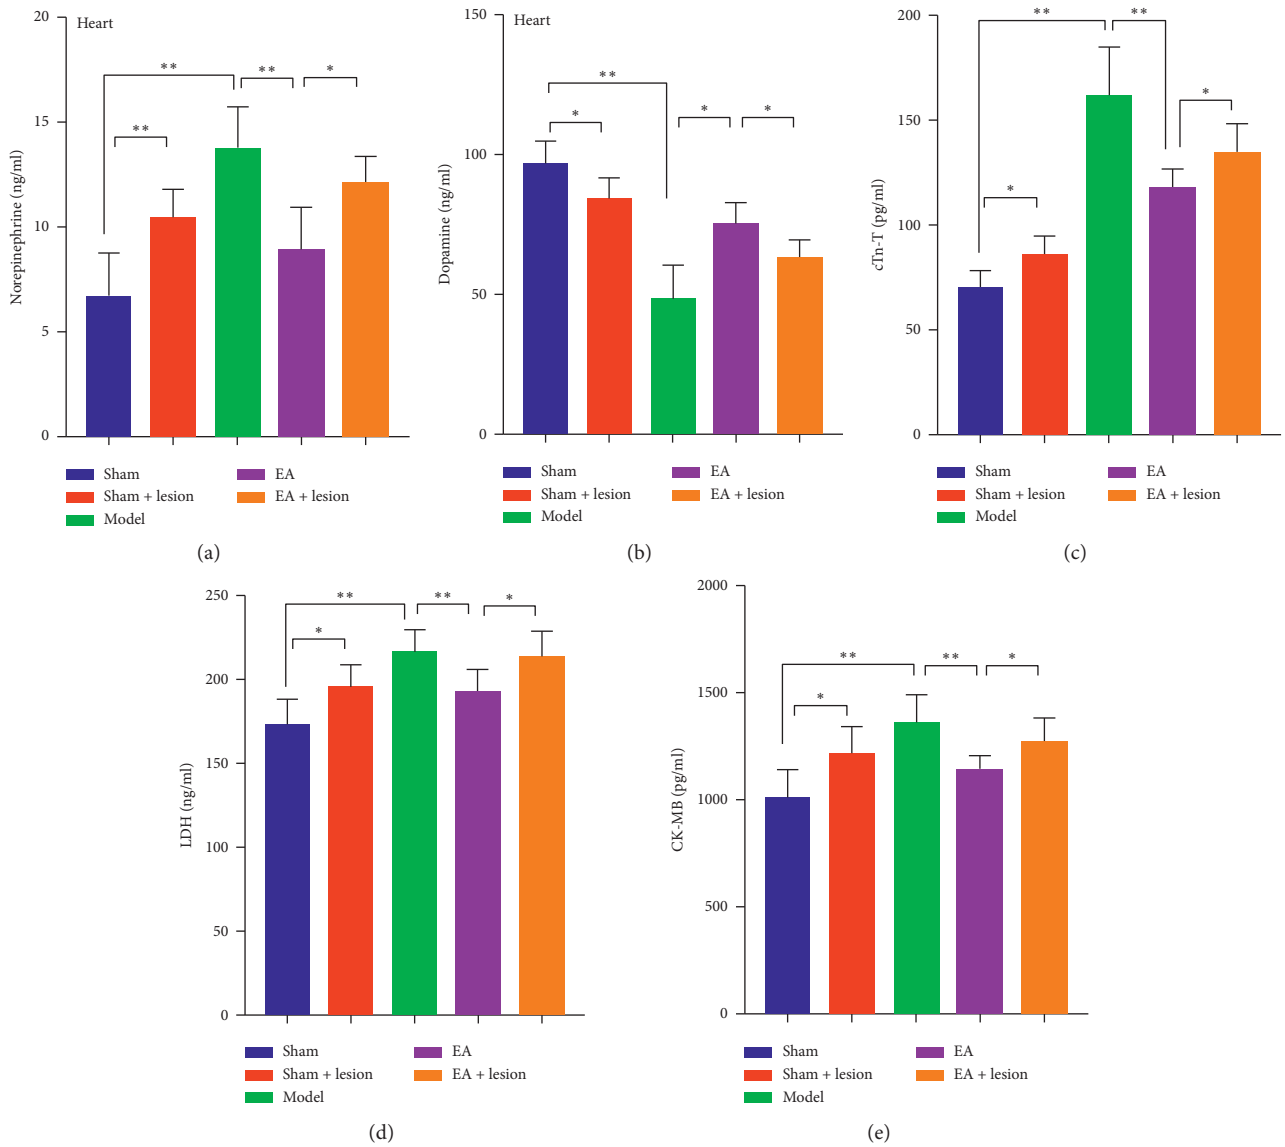 Heart
Norepinephrine (ng/ml)
20
15
10
5
0
**
**
**
*
Sham
Sham + lesion
Model
EA
EA + lesion
(a)
Heart
Dopamine (ng/ml)
150
100
50
0
**
*
*
*
Sham
Sham + lesion
Model
EA
EA + lesion
(b)
cTn-T (pg/ml)
200
150
100
50
0
**
**
*
*
Sham
Sham + lesion
Model
EA
EA + lesion
(c)
LDH (ng/ml)
250
200
150
100
50
0
**
**
*
*
Sham
Sham + lesion
Model
EA
EA + lesion
(d)
CK-MB (pg/ml)
2000
1500
1000
500
0
**
**
*
*
Sham
Sham + lesion
Model
EA
EA + lesion
(e)